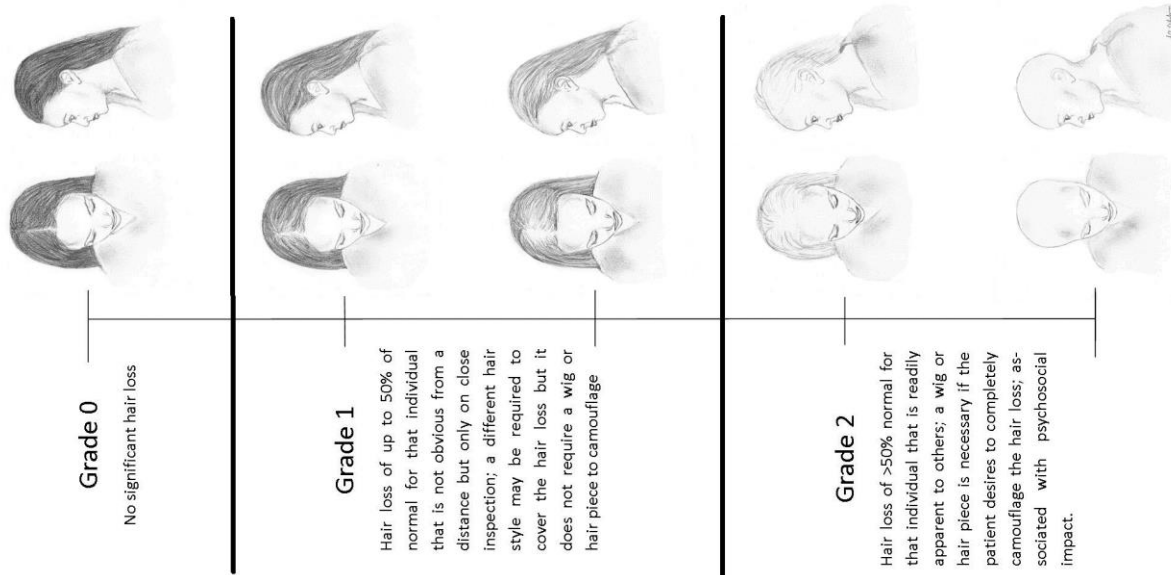 Grade 0
No significant hair loss
Grade 1
Hair loss of up to 50% of
normal for that individual
that is not obvious from a
distance but only on close
inspection; a different hair
style may be required to
cover the hair loss but it
does not require a wig or
hair piece to camouflage
Grade 2
Hair loss of >50% normal for
that individual that is readily
apparent to others; a wig or
hair piece is necessary if the
patient desires to completely
camouflage the hair loss; as-
sociated with psychosocial
impact.